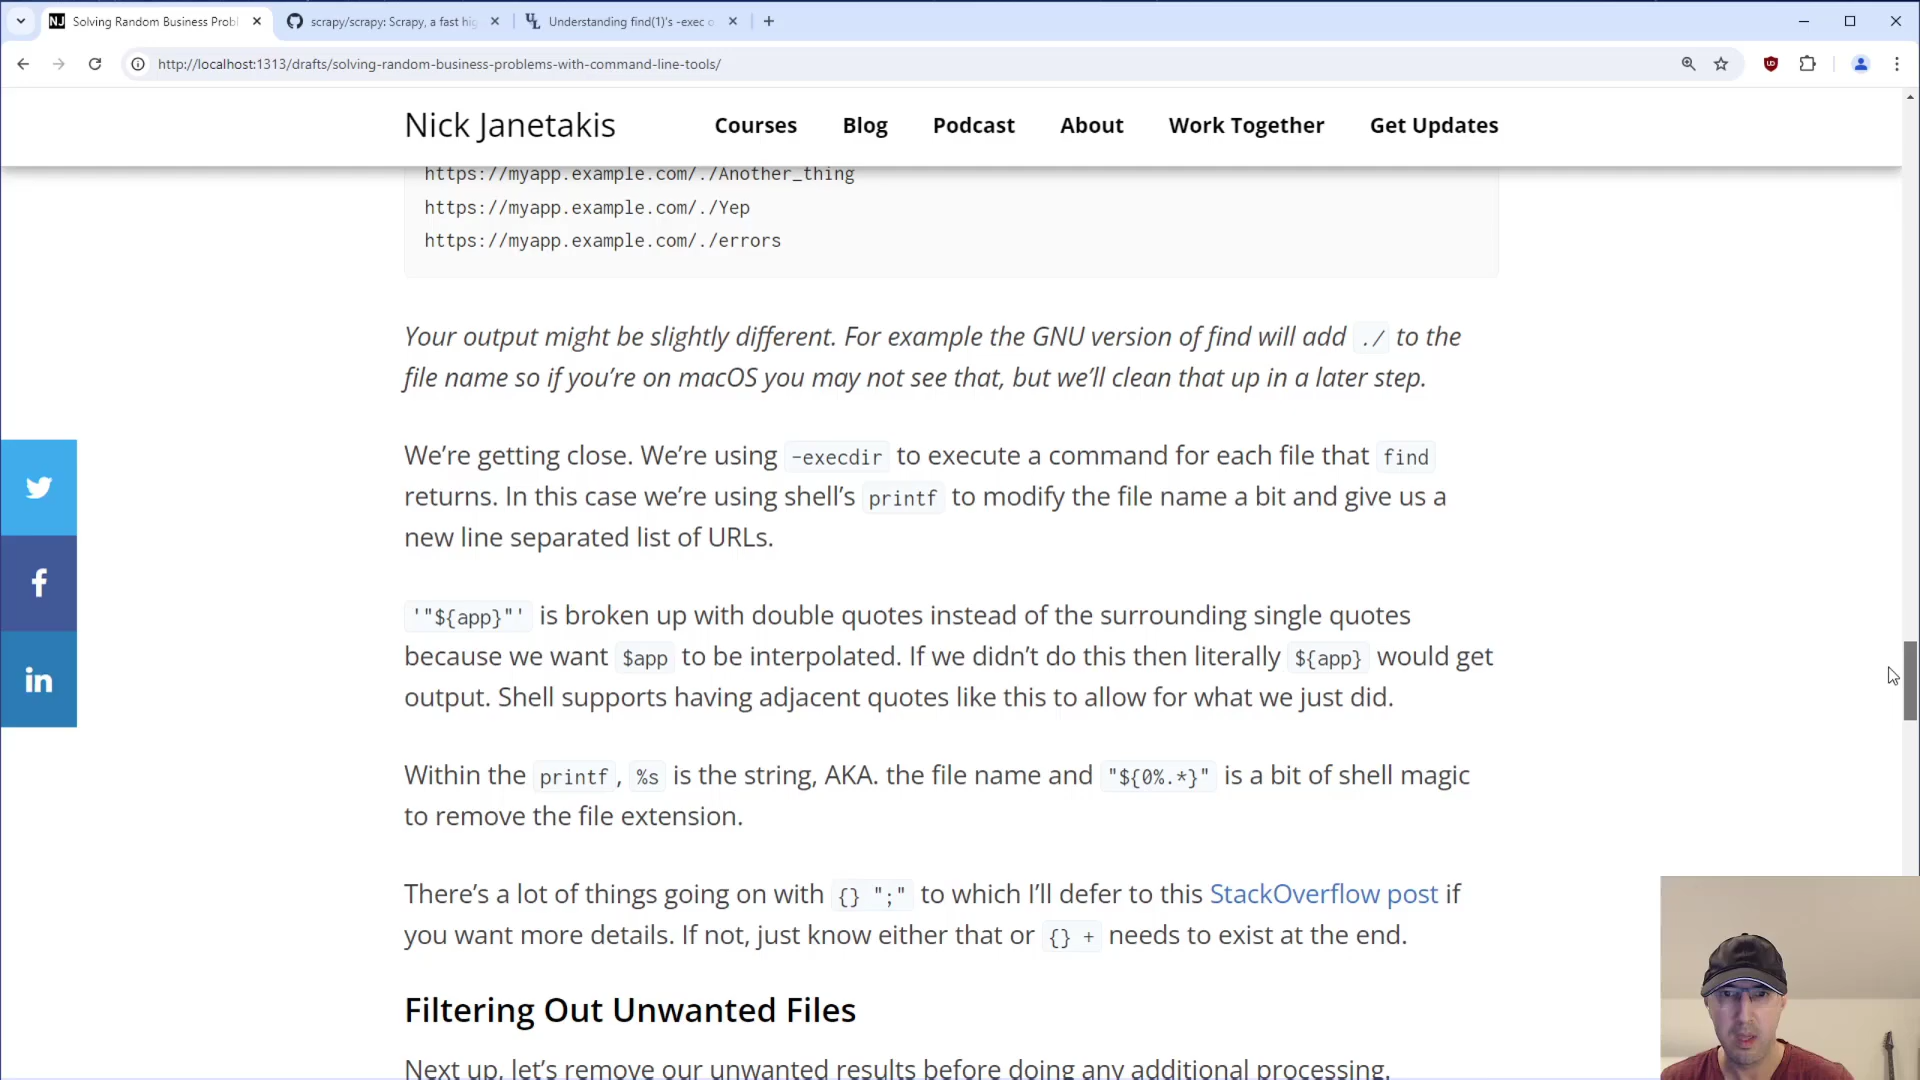 Solving Random Business Probl
scrapy/scrapy: Scrapy, a fast hig
Understanding find(1)'s -exec o
http://localhost:1313/drafts/solving-random-business-problems-with-command-line-tools/
Nick Janetakis
Courses
Blog
Podcast
About
Work Together
Get Updates
https://myapp.example.com/./Another_thing
https://myapp.example.com/./Yep
https://myapp.example.com/./errors
Your output might be slightly different. For example the GNU version of find will add ./ to the
file name so if you’re on macOS you may not see that, but we’ll clean that up in a later step.
We’re getting close. We’re using -execdir to execute a command for each file that find
returns. In this case we’re using shell’s printf to modify the file name a bit and give us a
new line separated list of URLs.
'"${app}"' is broken up with double quotes instead of the surrounding single quotes
because we want $app to be interpolated. If we didn’t do this then literally ${app} would get
output. Shell supports having adjacent quotes like this to allow for what we just did.
Within the printf, %s is the string, AKA. the file name and "${0%.*}" is a bit of shell magic
to remove the file extension.
There’s a lot of things going on with {} ";" to which I’ll defer to this StackOverflow post if
you want more details. If not, just know either that or {} + needs to exist at the end.
Filtering Out Unwanted Files
Next up, let’s remove our unwanted results before doing any additional processing.